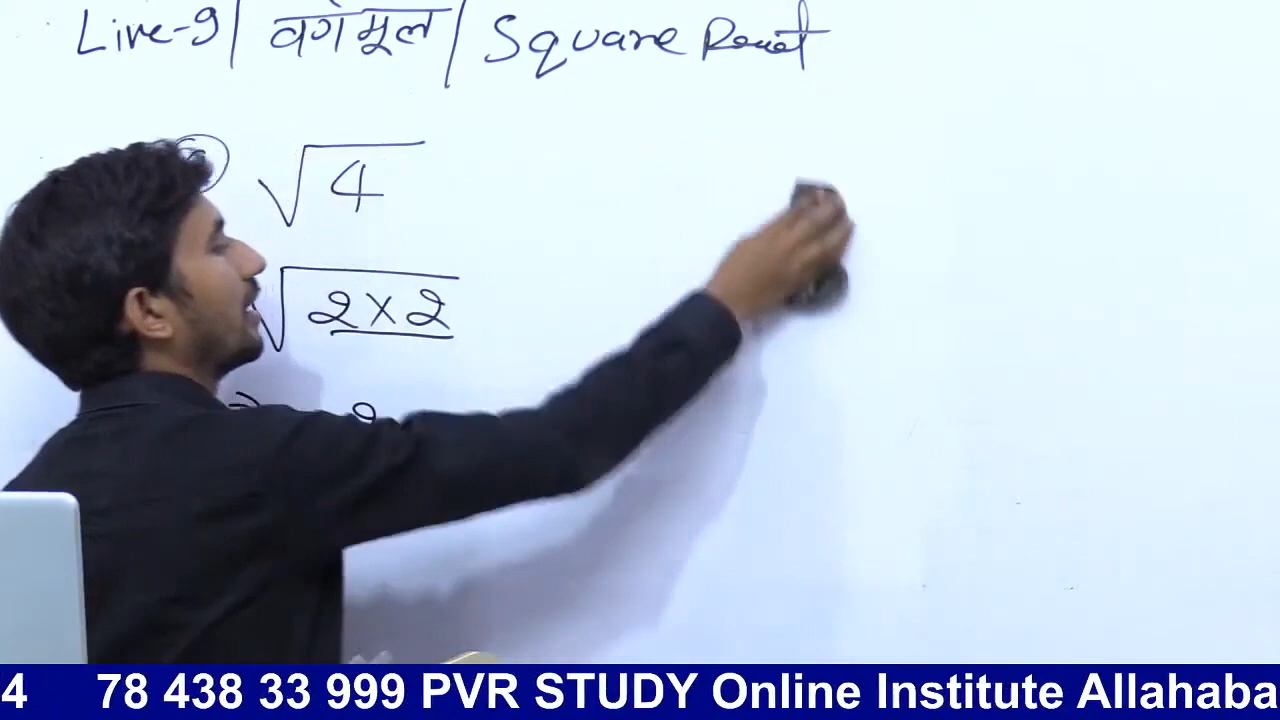 Live-9 | वर्गमूल | Square Root
√4
√2×2
2
4 78 438 33 999 PVR STUDY Online Institute Allahaba